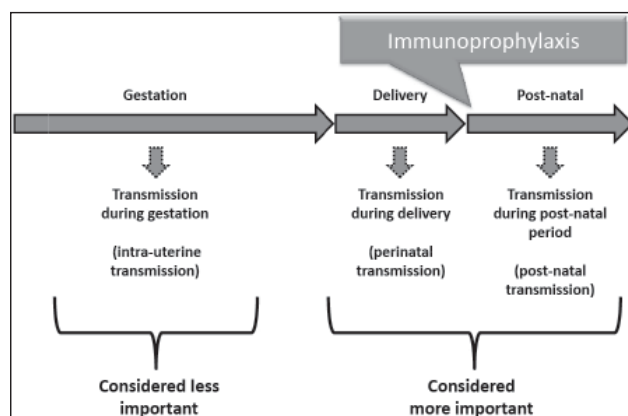 Immunoprophylaxis
Gestation
Delivery
Post-natal
Transmission
during gestation
(intra-uterine
transmission)
Transmission
during delivery
(perinatal
transmission)
Transmission
during post-natal
period
(post-natal
transmission)
Considered less
important
Considered
more important